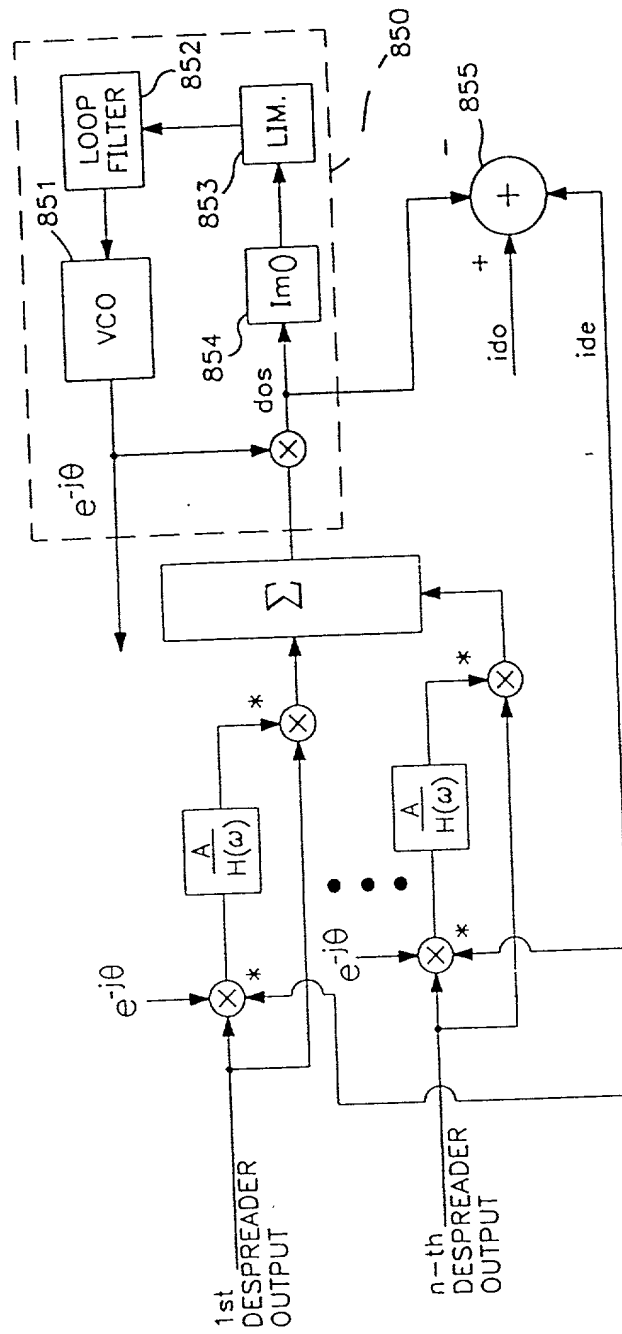 1st
DESPREADER
OUTPUT
n-th
DESPREADER
OUTPUT
e-jθ
*
A
H(ω)
*
e-jθ
*
A
H(ω)
*
Σ
e-jθ
VCO
851
LOOP
FILTER
852
LIM.
853
Im()
854
dos
850
ido
+
-
+
855
ide